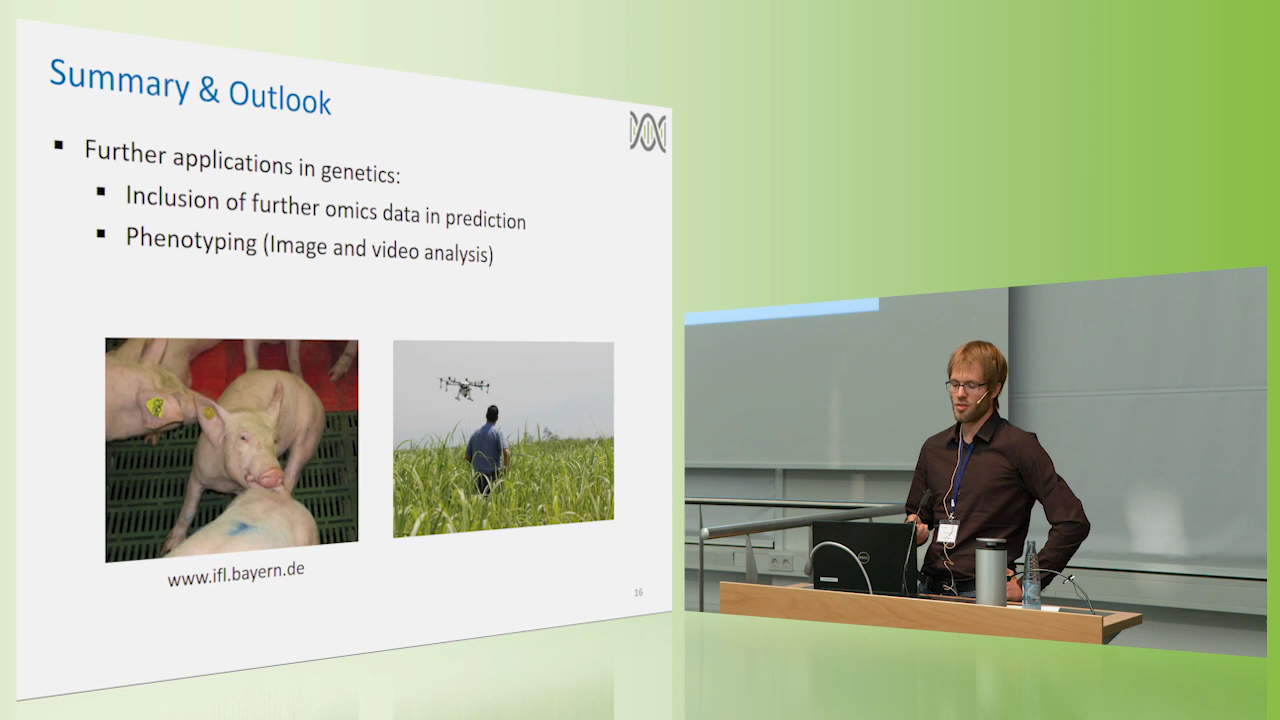 Summary & Outlook
▪ Further applications in genetics:
▪ Inclusion of further omics data in prediction
▪ Phenotyping (Image and video analysis)
www.ifl.bayern.de
16
DELL